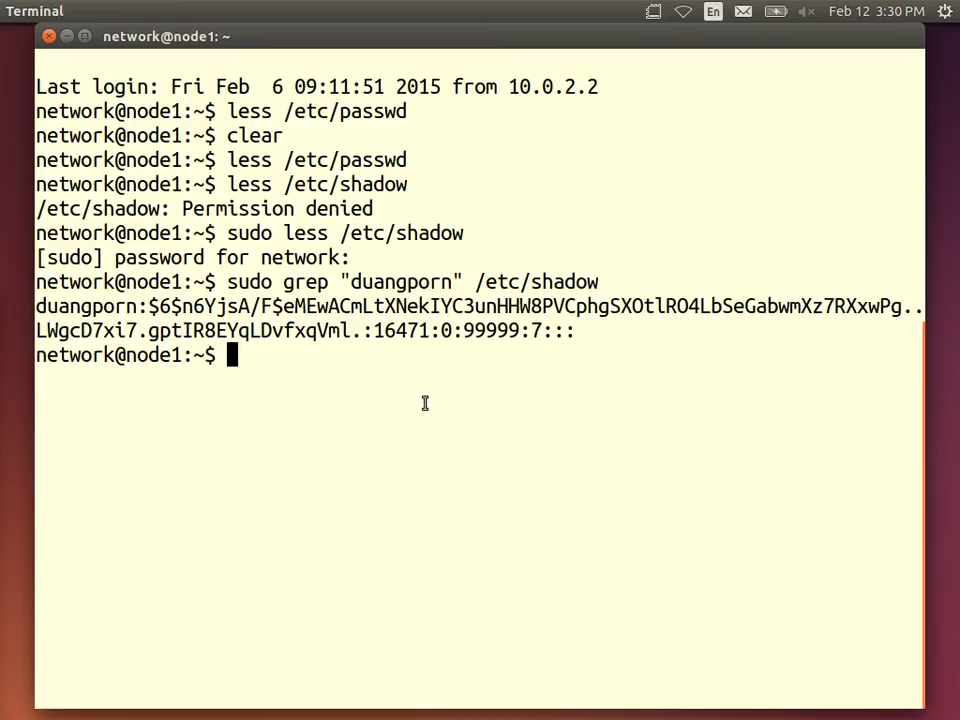 Terminal En Feb 12 3:30 PM
network@node1: ~
Last login: Fri Feb  6 09:11:51 2015 from 10.0.2.2
network@node1:~$ less /etc/passwd
network@node1:~$ clear
network@node1:~$ less /etc/passwd
network@node1:~$ less /etc/shadow
/etc/shadow: Permission denied
network@node1:~$ sudo less /etc/shadow
[sudo] password for network:
network@node1:~$ sudo grep "duangporn" /etc/shadow
duangporn:$6$n6YjsA/F$eMEwACmLtXNekIYC3unHHW8PVCphgSXOtlRO4LbSeGabwmXz7RXxwPg..
LWgcD7xi7.gptIR8EYqLDvfxqVml.:16471:0:99999:7:::
network@node1:~$